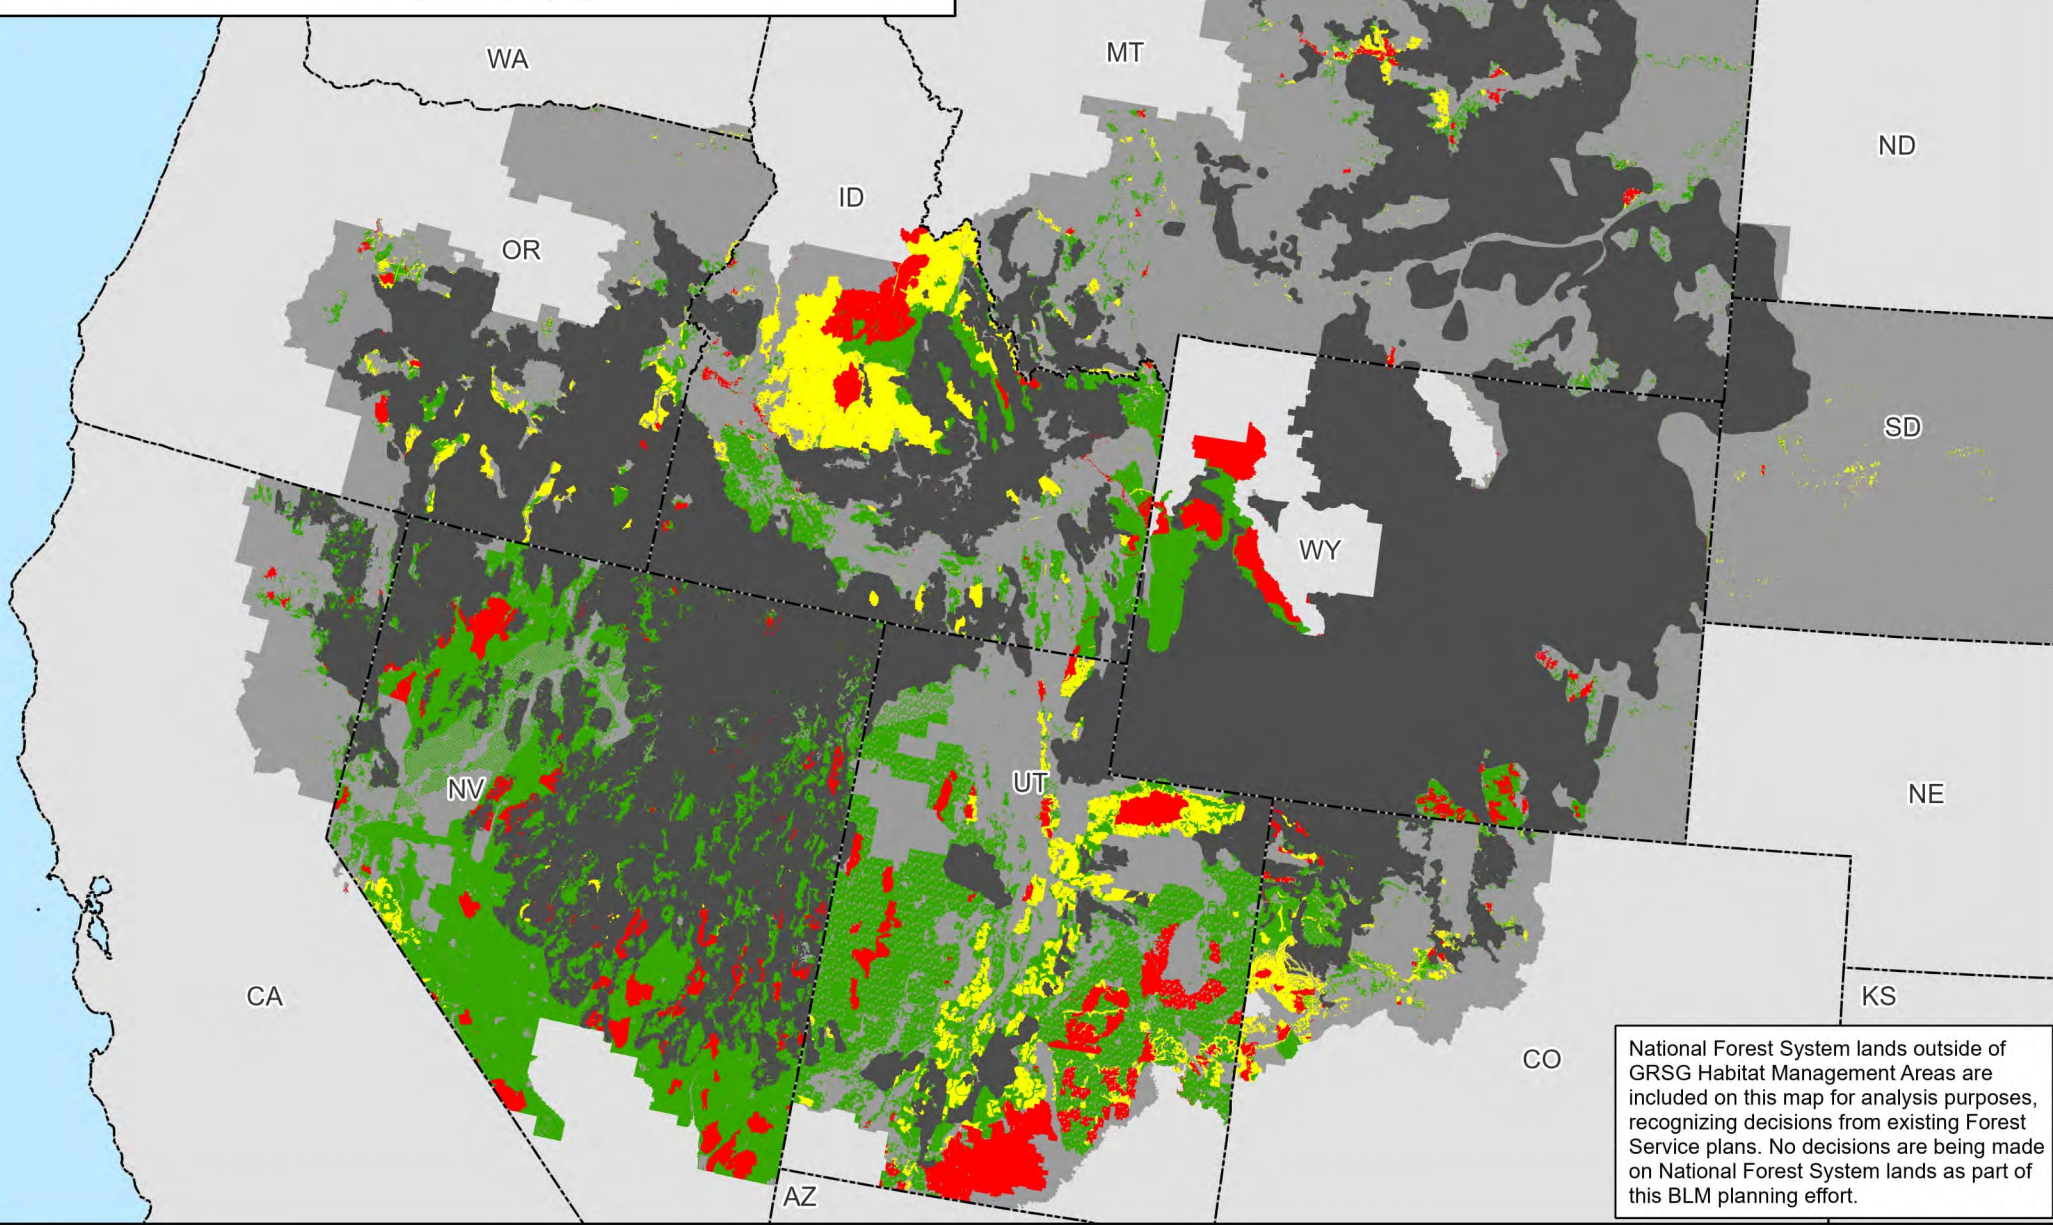 WA
MT
ND
ID
OR
SD
WY
NV
UT
NE
CA
KS
CO
AZ
National Forest System lands outside of
GRSG Habitat Management Areas are
included on this map for analysis purposes,
recognizing decisions from existing Forest
Service plans. No decisions are being made
on National Forest System lands as part of
this BLM planning effort.